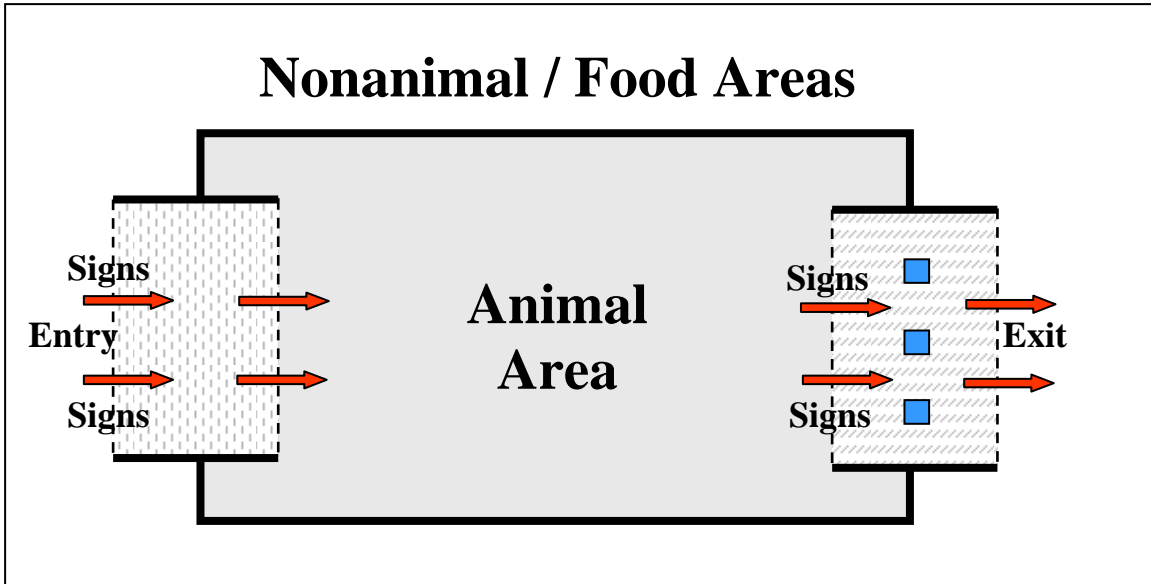 Nonanimal / Food Areas
Signs
Entry
Signs
Animal
Area
Signs
Signs
Exit